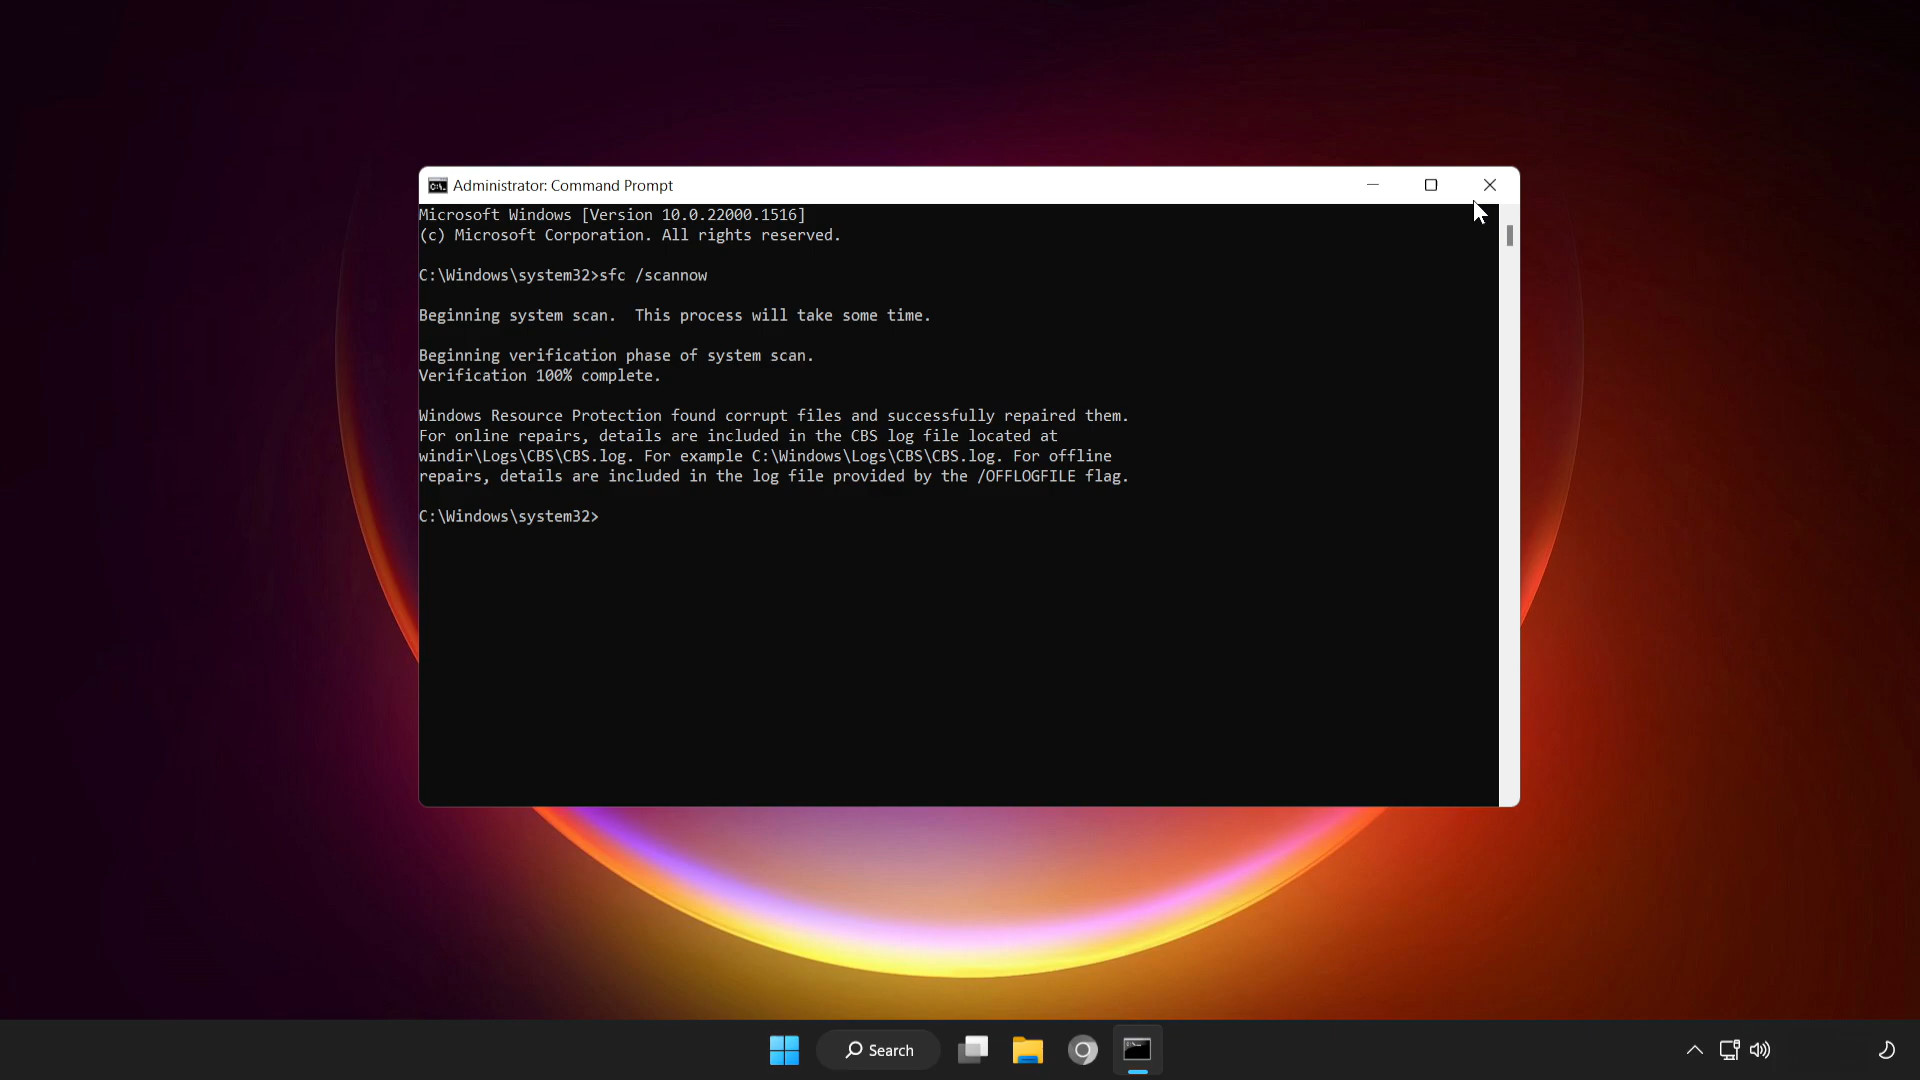 Administrator: Command Prompt
Microsoft Windows [Version 10.0.22000.1516]
(c) Microsoft Corporation. All rights reserved.
C:\Windows\system32>sfc /scannow
Beginning system scan.  This process will take some time.
Beginning verification phase of system scan.
Verification 100% complete.
Windows Resource Protection found corrupt files and successfully repaired them.
For online repairs, details are included in the CBS log file located at
windir\Logs\CBS\CBS.log. For example C:\Windows\Logs\CBS\CBS.log. For offline
repairs, details are included in the log file provided by the /OFFLOGFILE flag.
C:\Windows\system32>
Search